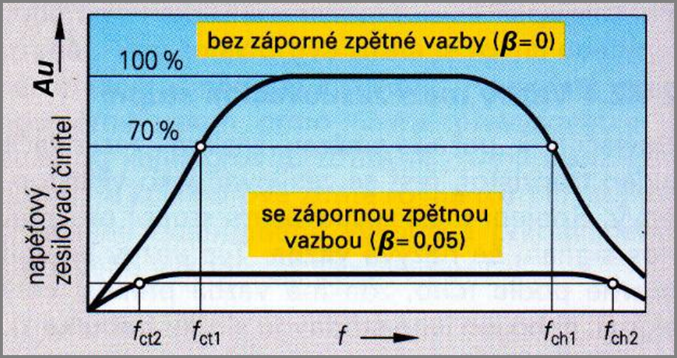 bez záporné zpětné vazby (β=0)
100 %
Au
70 %
napěťový
zesilovací činitel
se zápornou zpětnou
vazbou (β=0,05)
fct2
fct1
f
fch1
fch2